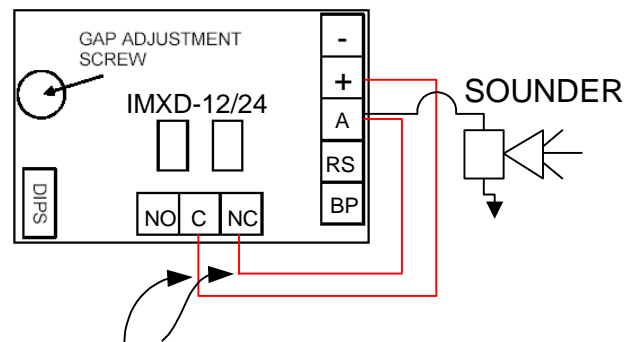 GAP ADJUSTMENT
SCREW
IMXD-12/24
-
+
A
RS
BP
SOUNDER
DIPS
NO C NC